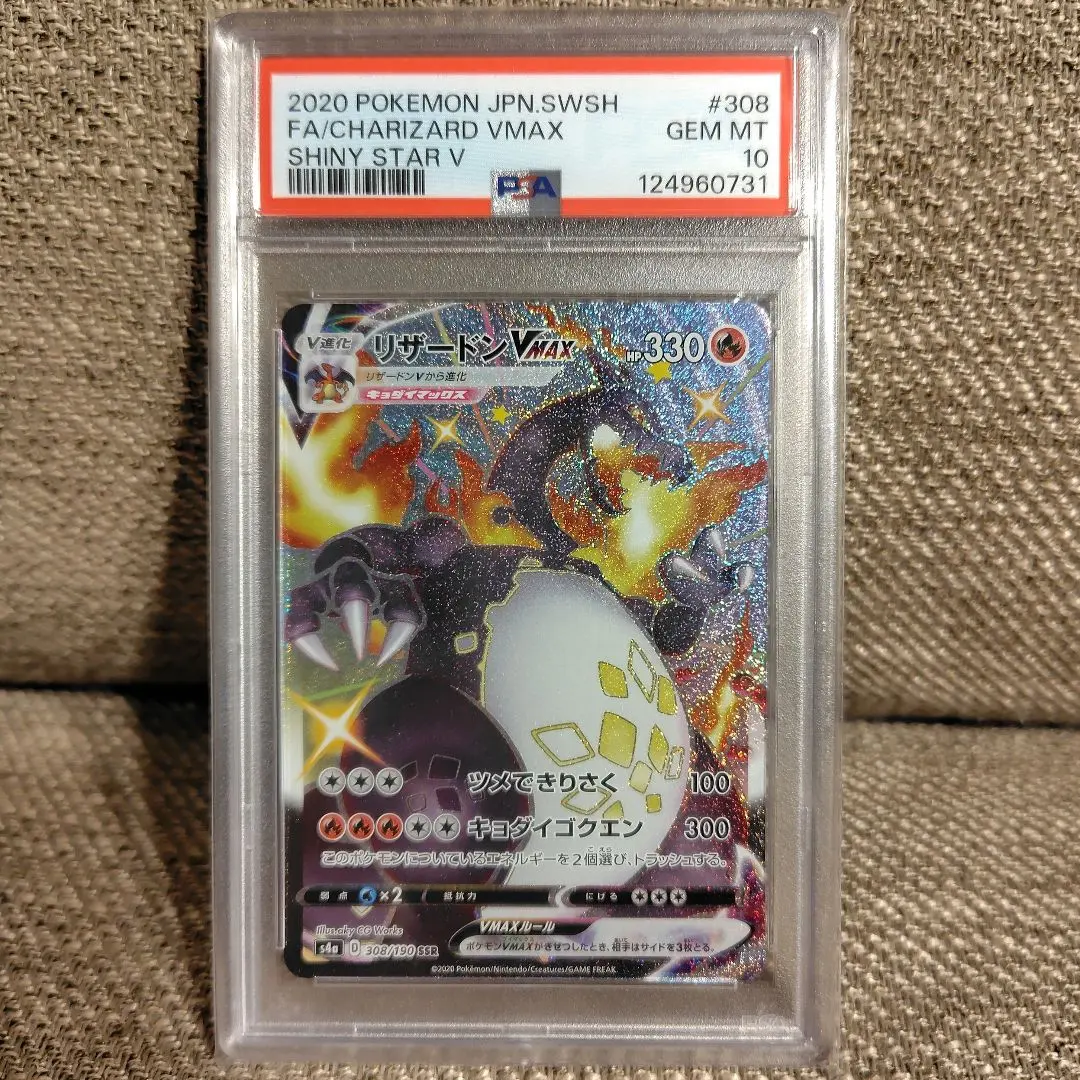 2020 POKEMON JPN.SWSH #308
FA/CHARIZARD VMAX GEM MT
SHINY STAR V 10
PSA 124960731
V進化 リザードンVMAX HP330
リザードンVから進化
キョダイマックス
ツメできりさく 100
キョダイゴクエン 300
このポケモンについているエネルギーを2個選び、トラッシュする。
弱点 ×2 抵抗力 にげる
Illus.aky CG Works VMAXルール
ポケモンVMAXがきぜつしたとき、相手はサイドを3枚とる。
s4a D 308/190 SSR
©2020 Pokémon/Nintendo/Creatures/GAME FREAK